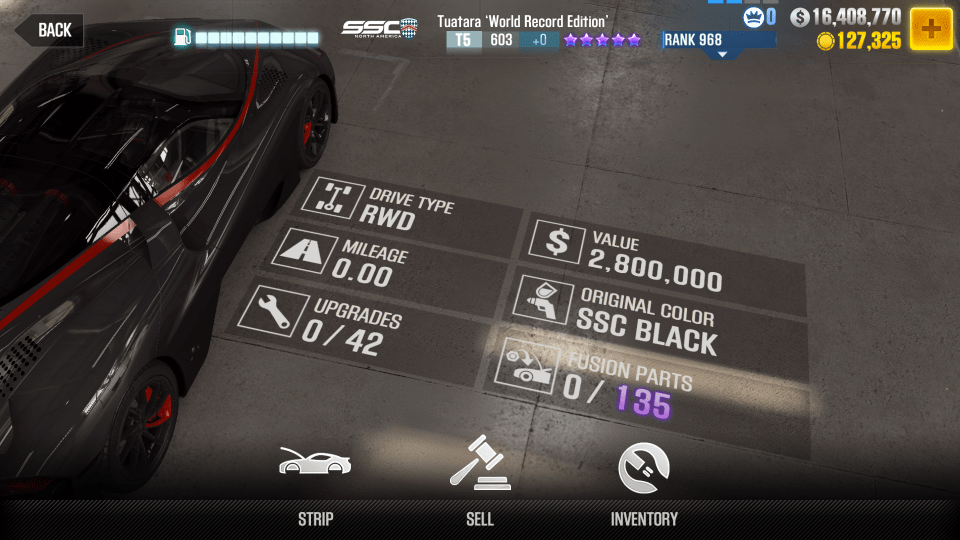 BACK
SSC
NORTH AMERICA
Tuatara ‘World Record Edition’
T5 603 +0
RANK 968
0
$ 16,408,770
127,325
+
DRIVE TYPE
RWD
MILEAGE
0.00
UPGRADES
0 / 42
$
VALUE
2,800,000
ORIGINAL COLOR
SSC BLACK
FUSION PARTS
0 / 135
STRIP
SELL
INVENTORY